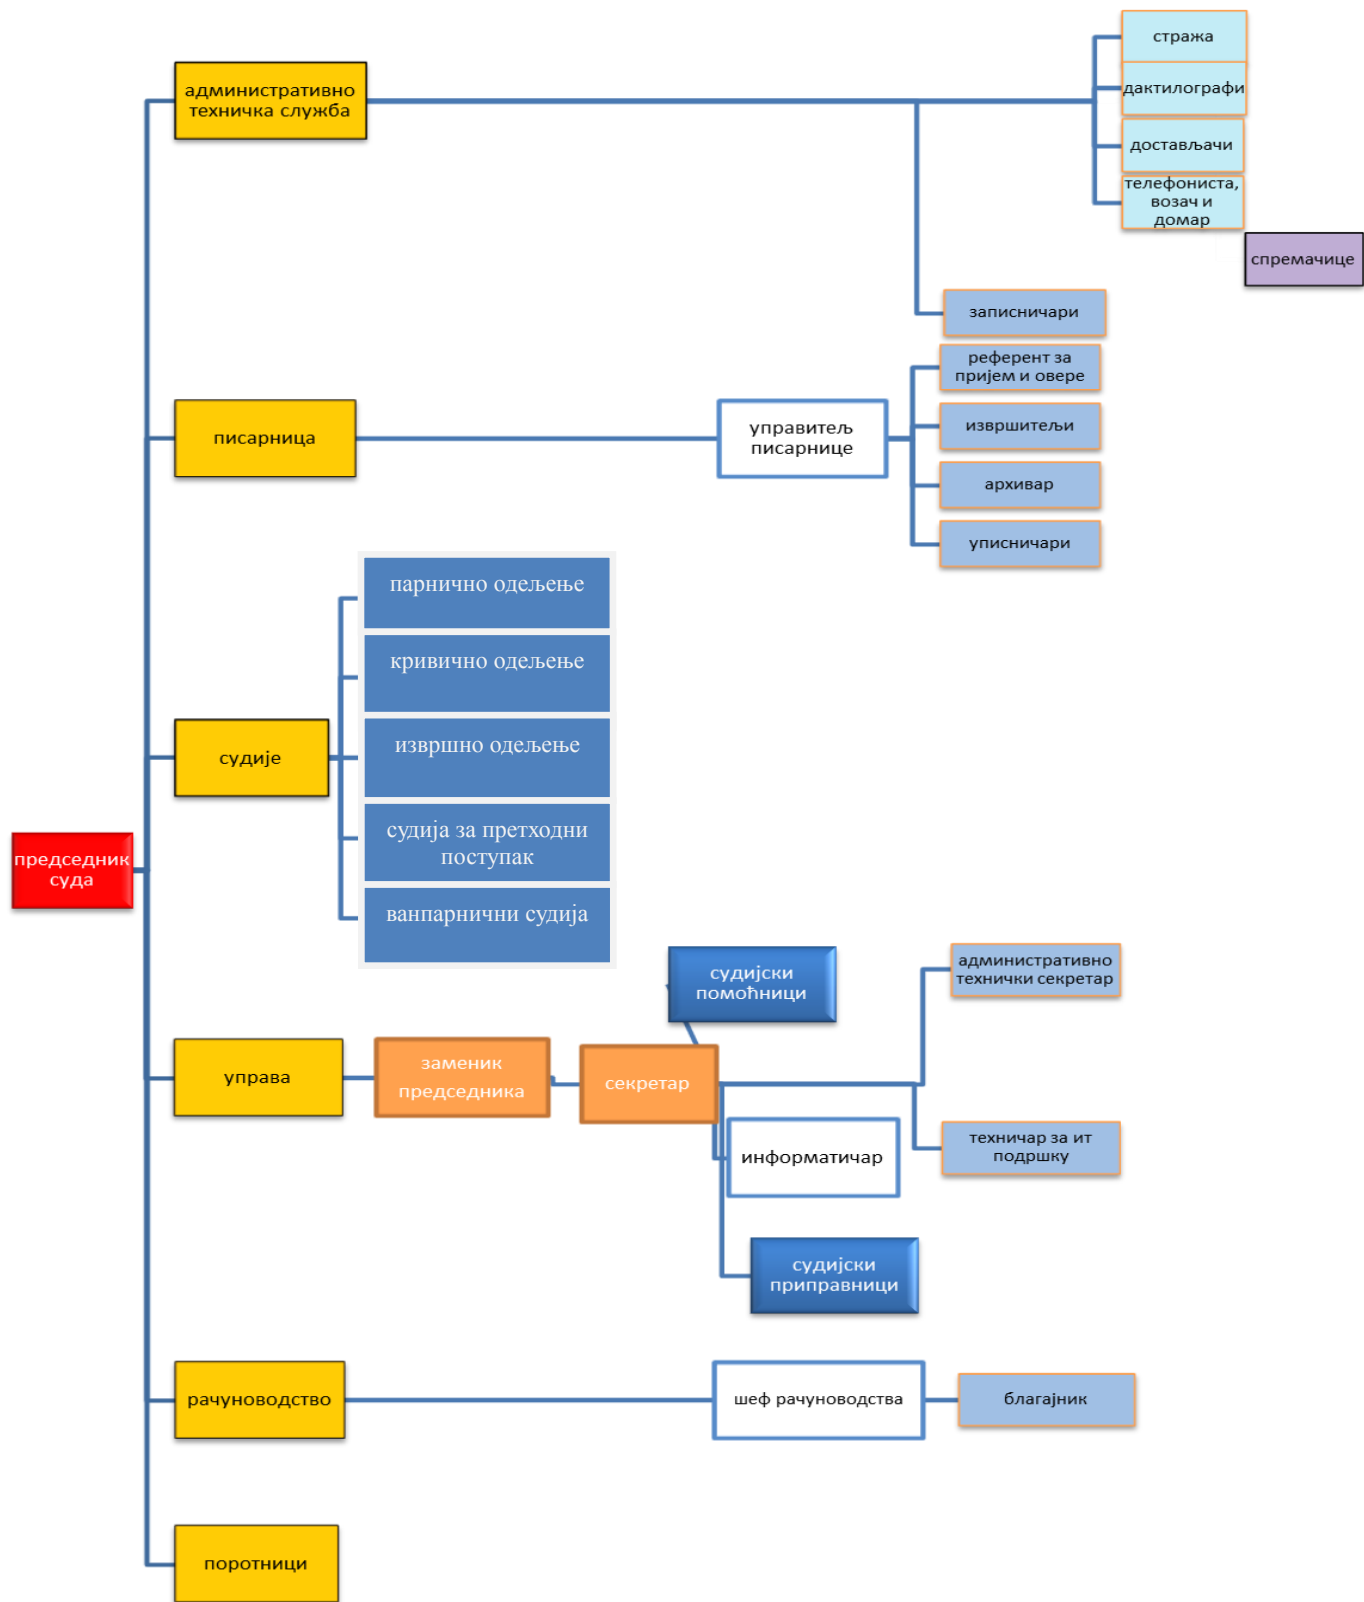 стража
административно
техничка служба
дактилографи
достављачи
телефониста,
возач и
домар
спремачице
записничари
референт за
пријем и овере
писарница
управитељ
писарнице
извршитељи
архивар
уписничари
парнично одељење
кривично одељење
судије
извршно одељење
судија за претходни
поступак
председник
суда
ванпарнични судија
судијски
помоћници
административно
технички секретар
управа
заменик
председника
секретар
информатичар
техничар за ит
подршку
судијски
приправници
рачуноводство
шеф рачуноводства
благајник
поротници